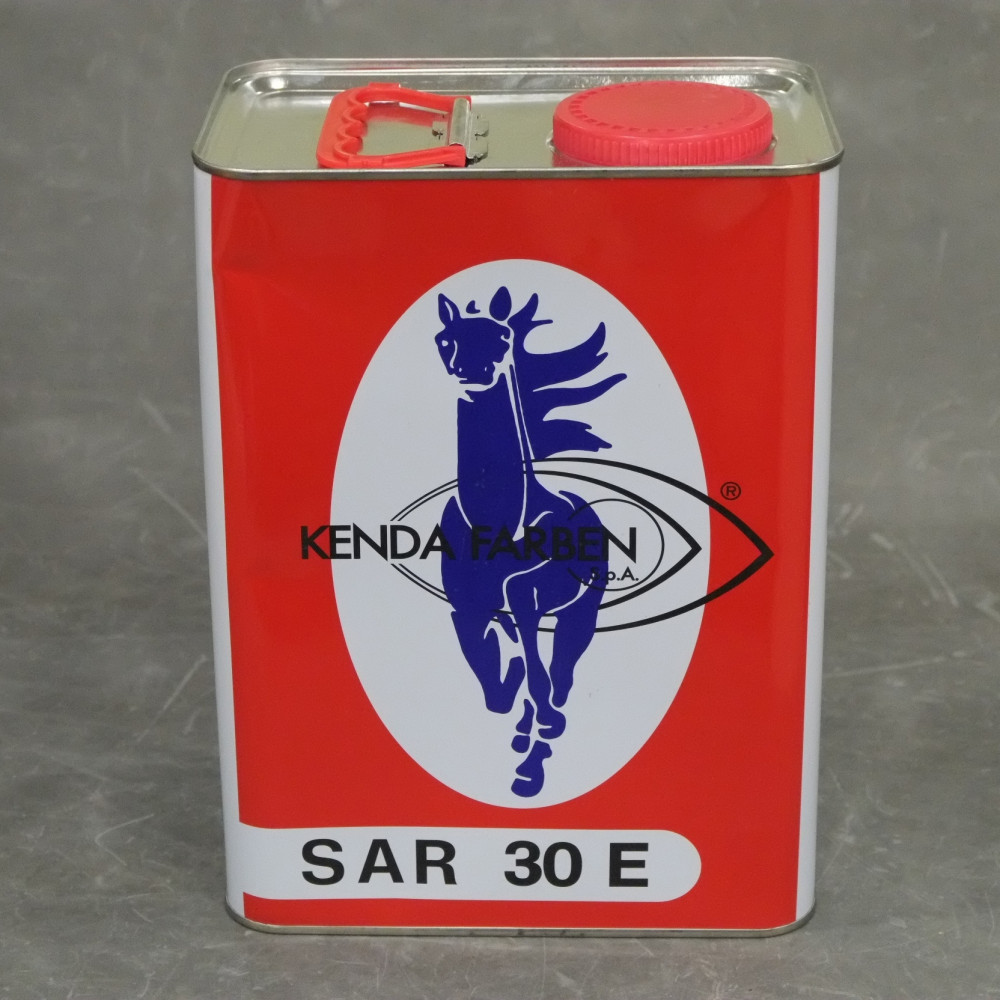 ®
KENDA FARBEN
S.p.A.
SAR 30 E